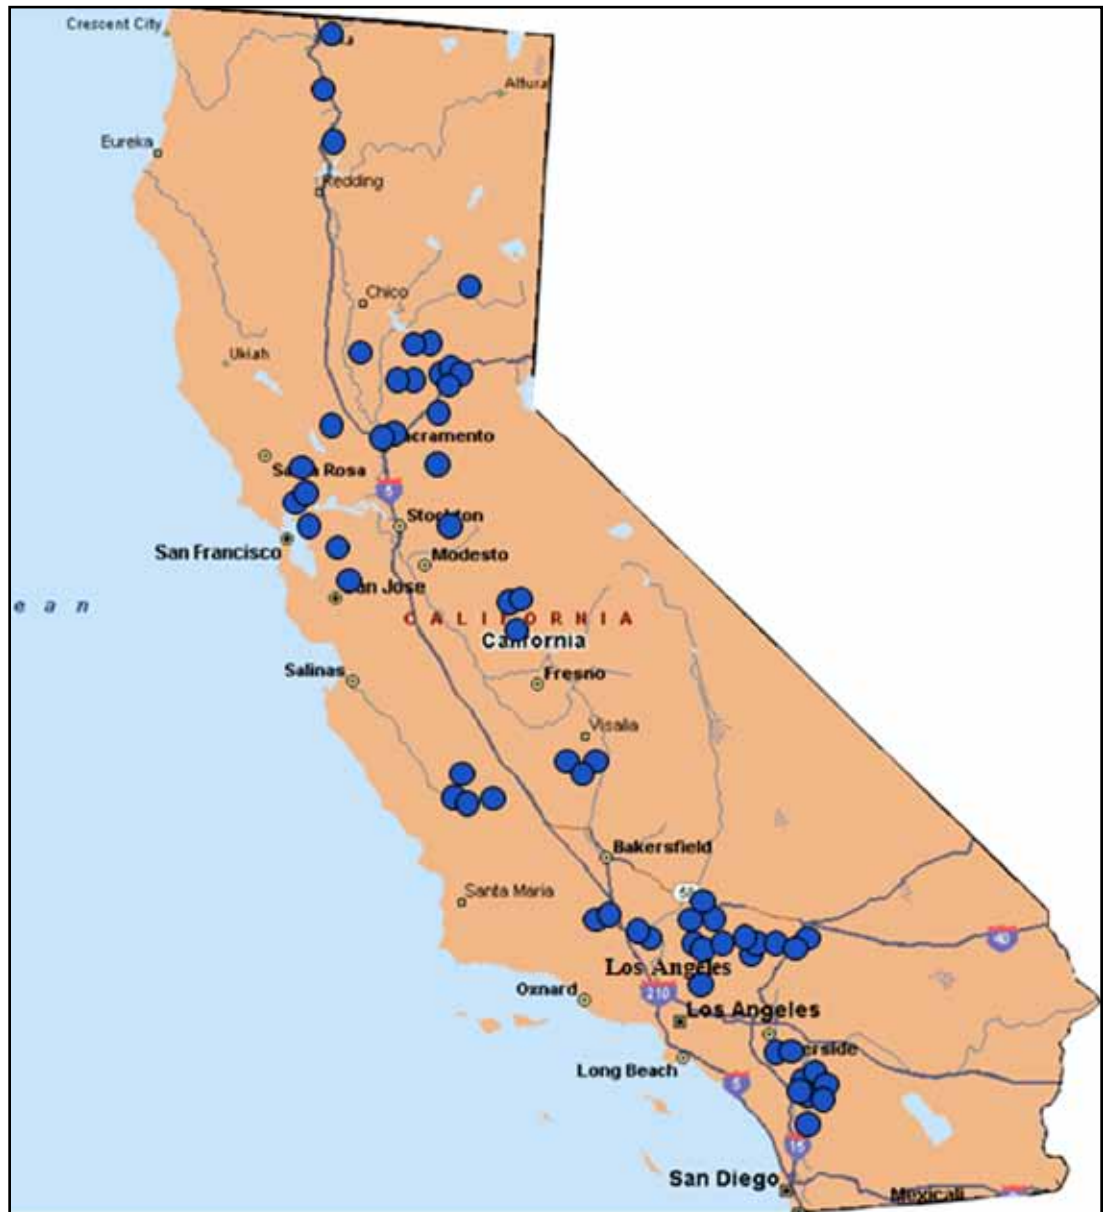 Crescent City
Alturas
Eureka
Redding
Chico
Ukiah
Sacramento
Santa Rosa
5
Stockton
San Francisco
Modesto
San Jose
ean
CALIFORNIA
California
Salinas
Fresno
Visalia
Bakersfield
Santa Maria
58
40
Los Angeles
Oxnard
210
Los Angeles
Riverside
Long Beach
5
15
San Diego
Mexicali